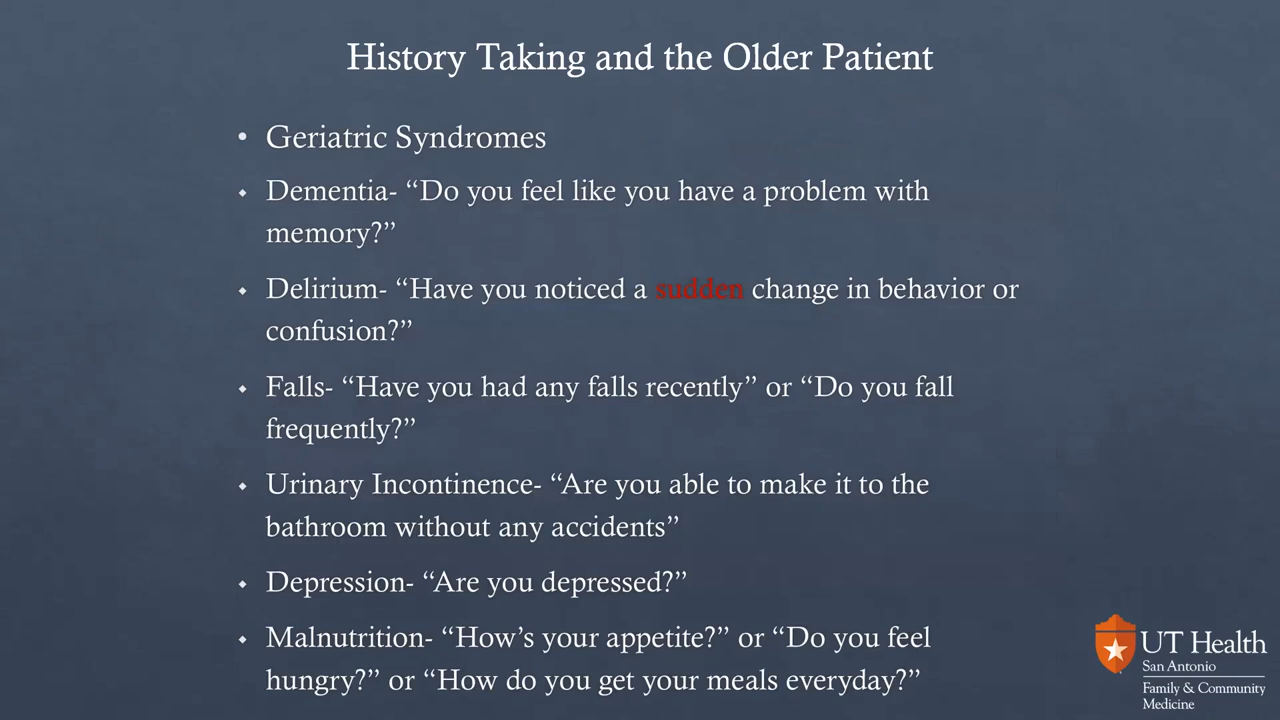 History Taking and the Older Patient
• Geriatric Syndromes
⬩ Dementia- “Do you feel like you have a problem with
memory?”
⬩ Delirium- “Have you noticed a sudden change in behavior or
confusion?”
⬩ Falls- “Have you had any falls recently” or “Do you fall
frequently?”
⬩ Urinary Incontinence- “Are you able to make it to the
bathroom without any accidents”
⬩ Depression- “Are you depressed?”
⬩ Malnutrition- “How’s your appetite?” or “Do you feel
hungry?” or “How do you get your meals everyday?”
UT Health
San Antonio
Family & Community
Medicine